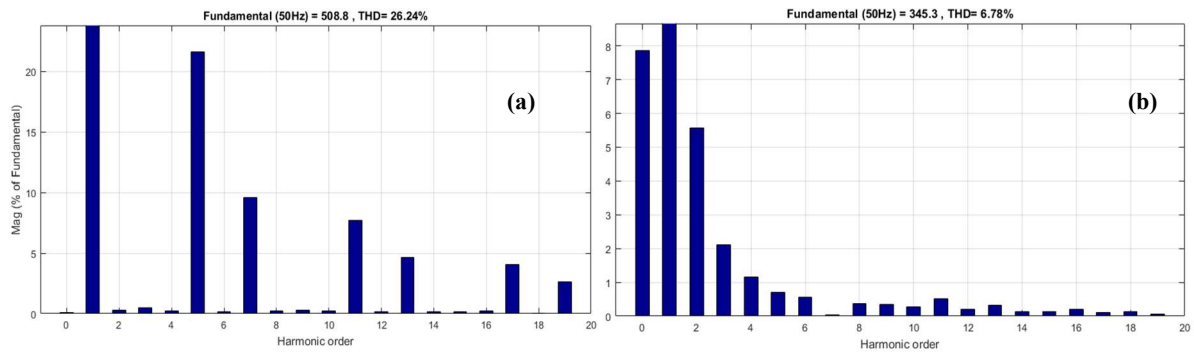 Fundamental (50Hz) = 508.8 , THD= 26.24%
Mag (% of Fundamental)
20
15
10
5
0
(a)
0 2 4 6 8 10 12 14 16 18 20
Harmonic order
Fundamental (50Hz) = 345.3 , THD= 6.78%
8
7
6
5
4
3
2
1
0
(b)
0 2 4 6 8 10 12 14 16 18 20
Harmonic order